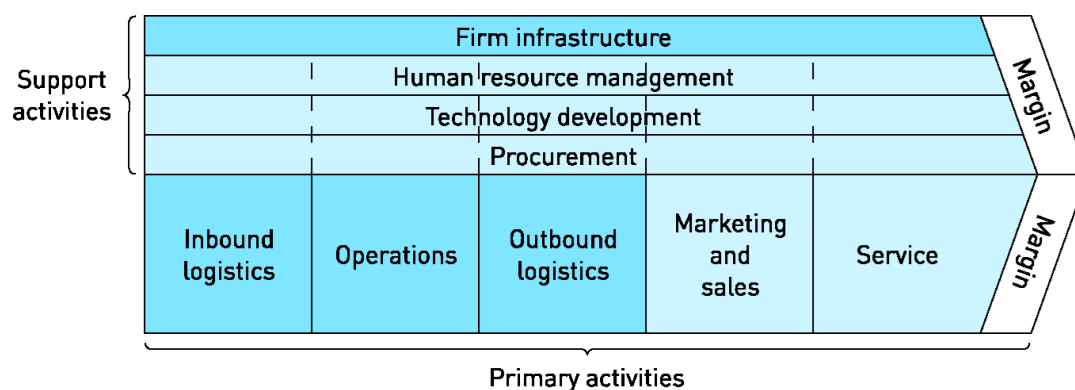 Firm infrastructure
Support
activities
Human resource management
Technology development
Procurement
Margin
Inbound
logistics
Operations
Outbound
logistics
Marketing
and
sales
Service
Margin
Primary activities